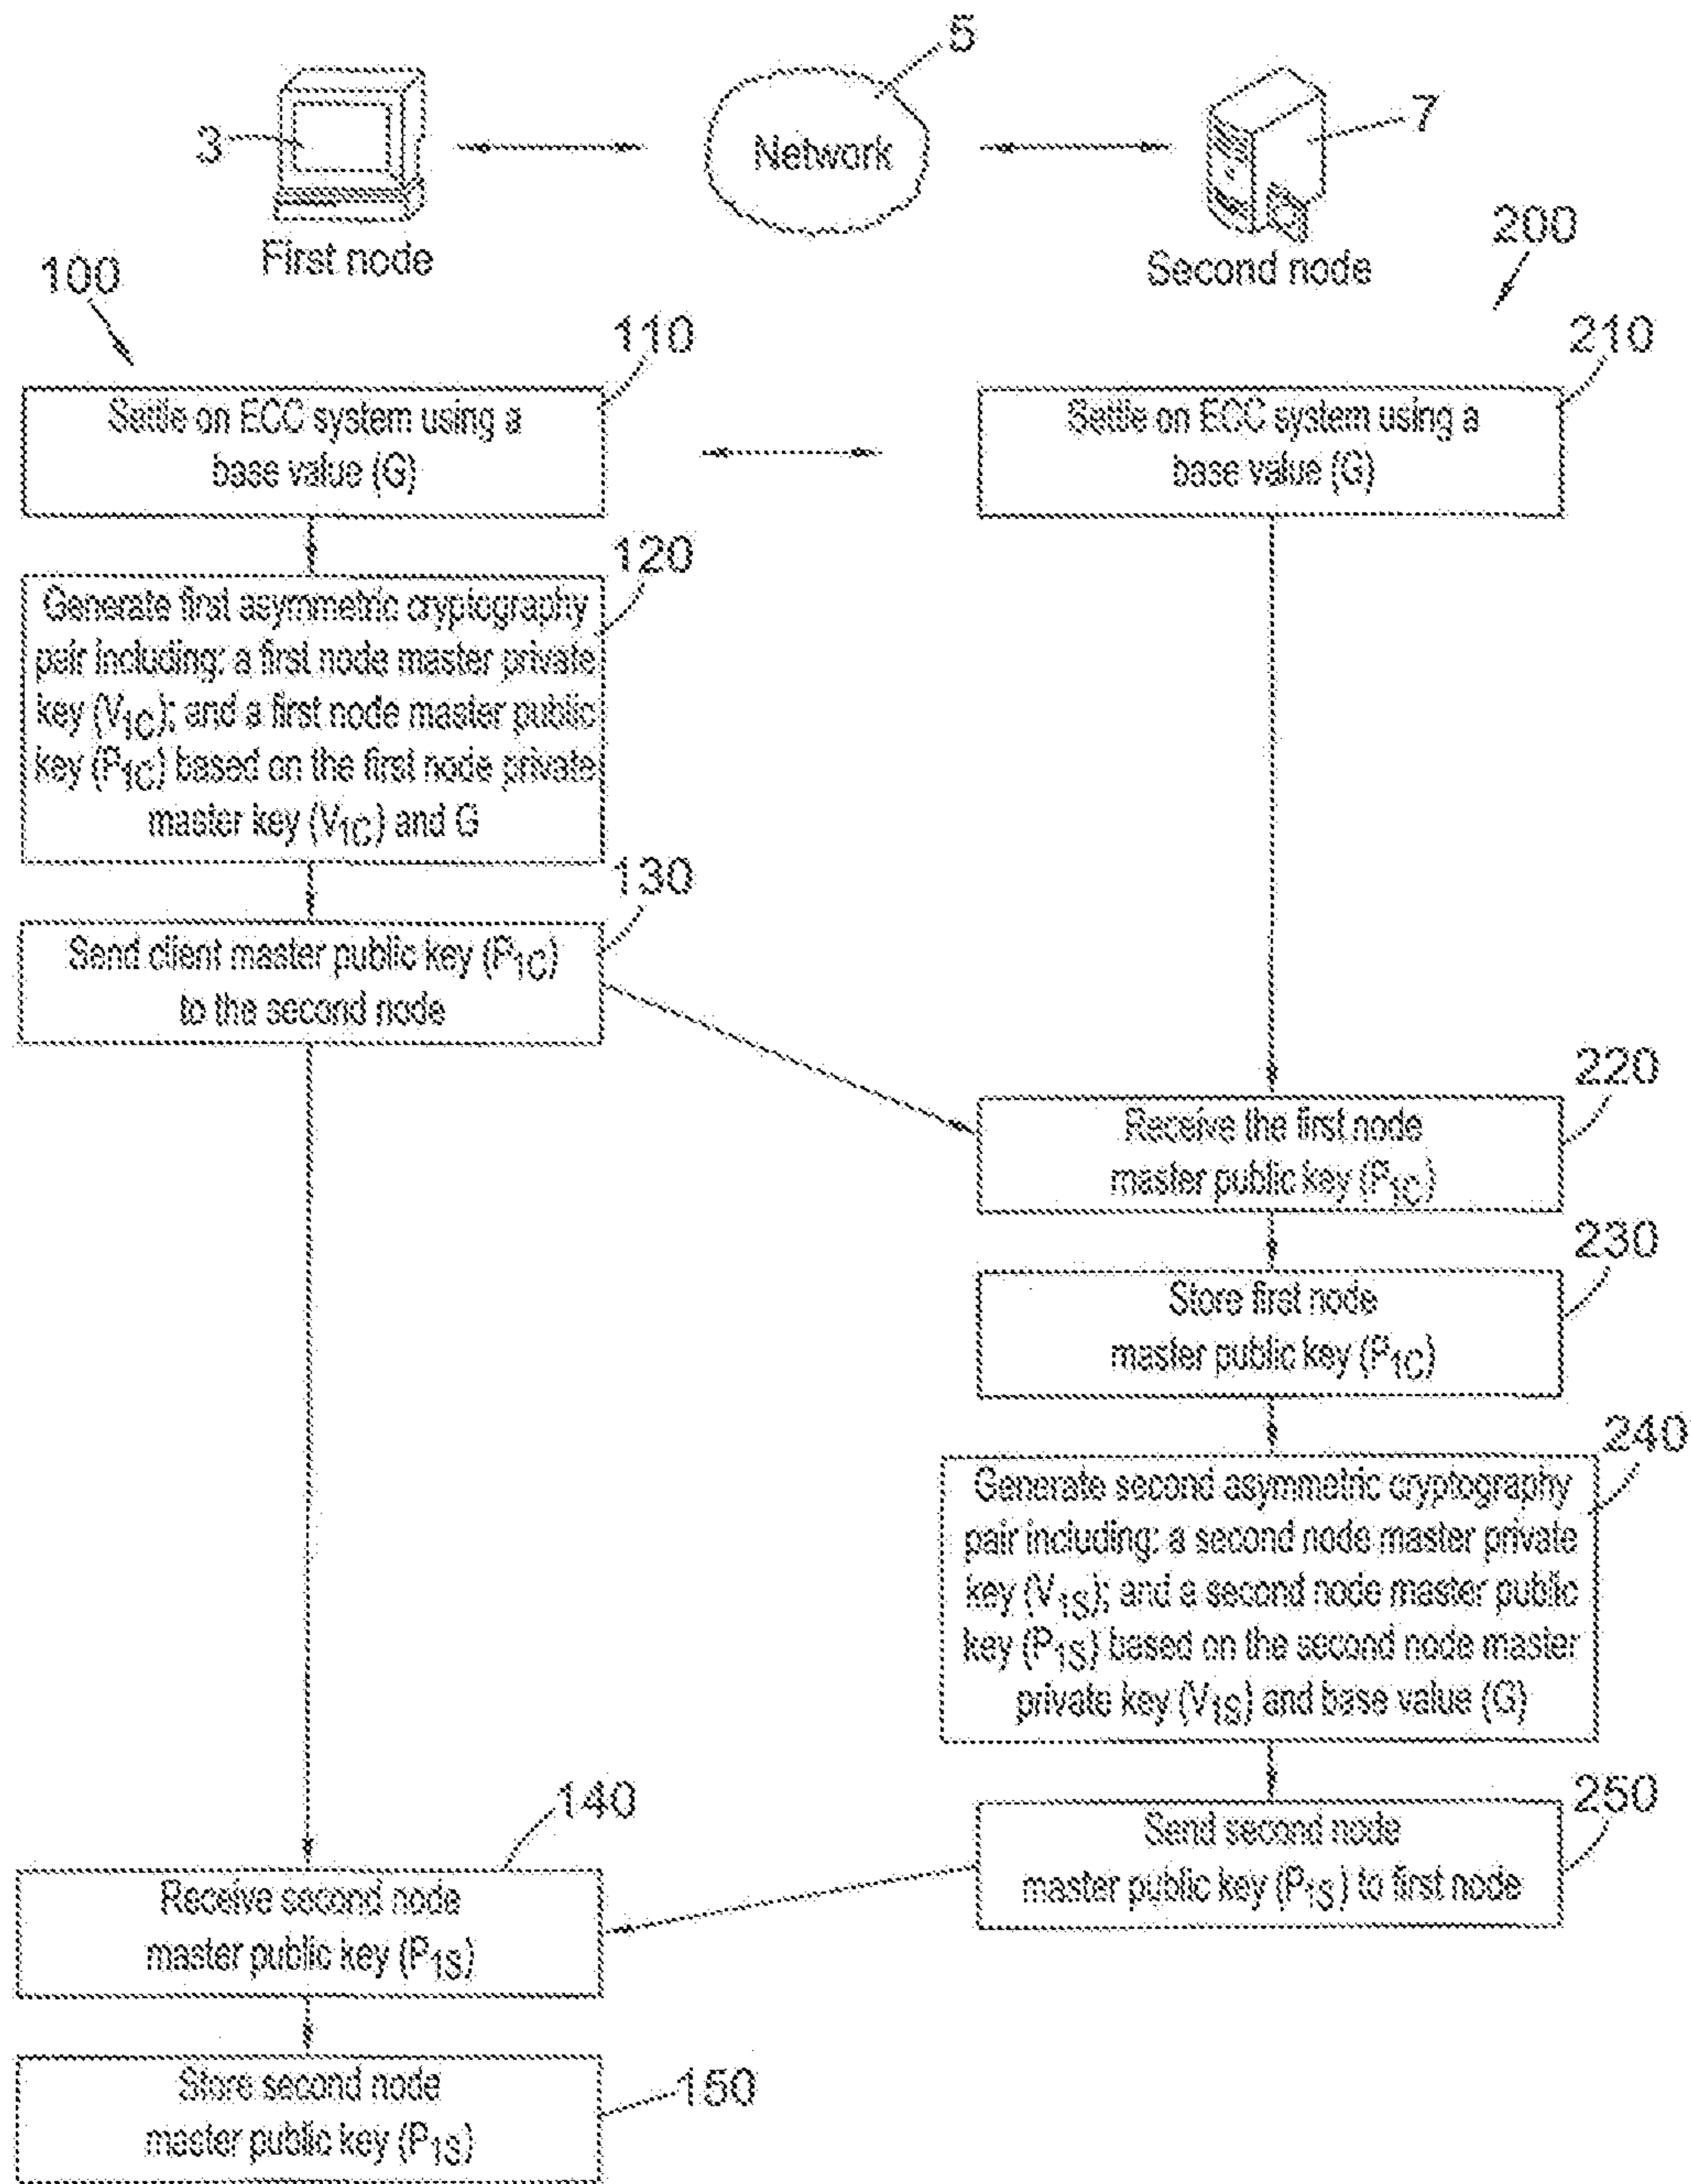 5
3
Network
7
First node
Second node
100
200
110
Settle on ECC system using a
base value (G)
210
Settle on ECC system using a
base value (G)
120
Generate first asymmetric cryptography
pair including: a first node master private
key (V1C); and a first node master public
key (P1C) based on the first node private
master key (V1C) and G
130
Send client master public key (P1C)
to the second node
220
Receive the first node
master public key (P1C)
230
Store first node
master public key (P1C)
240
Generate second asymmetric cryptography
pair including: a second node master private
key (V1S); and a second node master public
key (P1S) based on the second node master
private key (V1S) and base value (G)
250
Send second node
master public key (P1S) to first node
140
Receive second node
master public key (P1S)
150
Store second node
master public key (P1S)